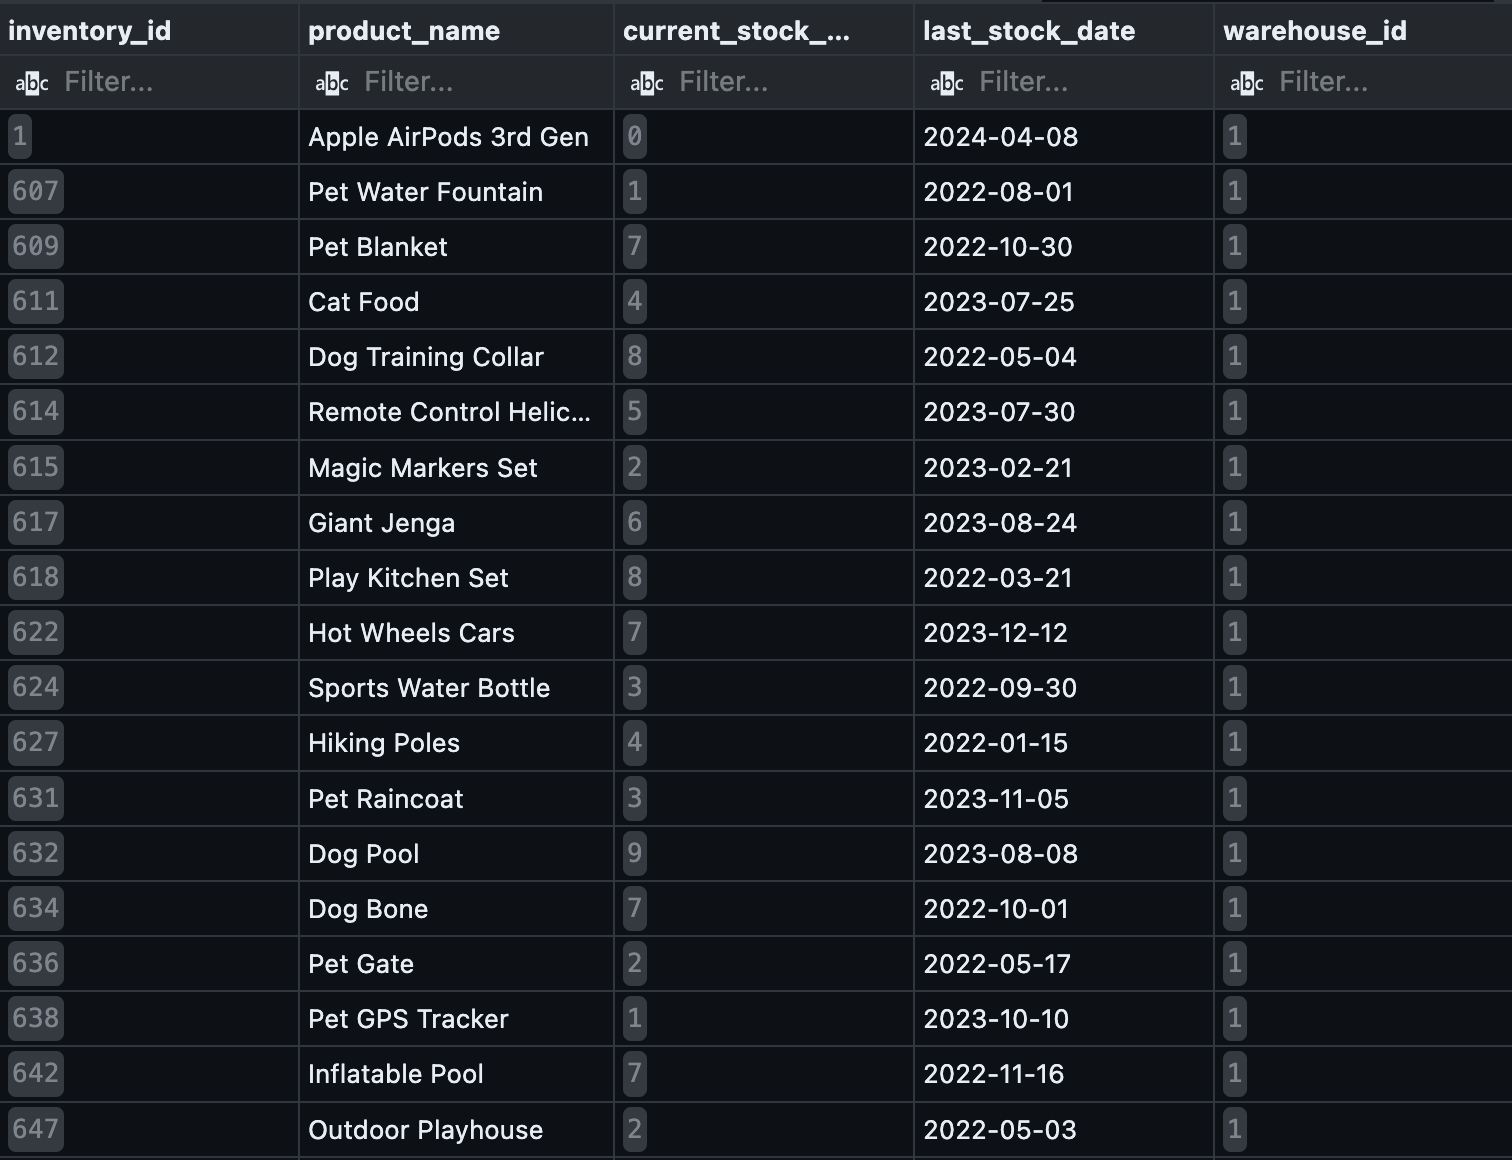 inventory_id product_name current_stock_... last_stock_date warehouse_id
abc Filter... abc Filter... abc Filter... abc Filter... abc Filter...
1 Apple AirPods 3rd Gen 0 2024-04-08 1
607 Pet Water Fountain 1 2022-08-01 1
609 Pet Blanket 7 2022-10-30 1
611 Cat Food 4 2023-07-25 1
612 Dog Training Collar 8 2022-05-04 1
614 Remote Control Helic... 5 2023-07-30 1
615 Magic Markers Set 2 2023-02-21 1
617 Giant Jenga 6 2023-08-24 1
618 Play Kitchen Set 8 2022-03-21 1
622 Hot Wheels Cars 7 2023-12-12 1
624 Sports Water Bottle 3 2022-09-30 1
627 Hiking Poles 4 2022-01-15 1
631 Pet Raincoat 3 2023-11-05 1
632 Dog Pool 9 2023-08-08 1
634 Dog Bone 7 2022-10-01 1
636 Pet Gate 2 2022-05-17 1
638 Pet GPS Tracker 1 2023-10-10 1
642 Inflatable Pool 7 2022-11-16 1
647 Outdoor Playhouse 2 2022-05-03 1